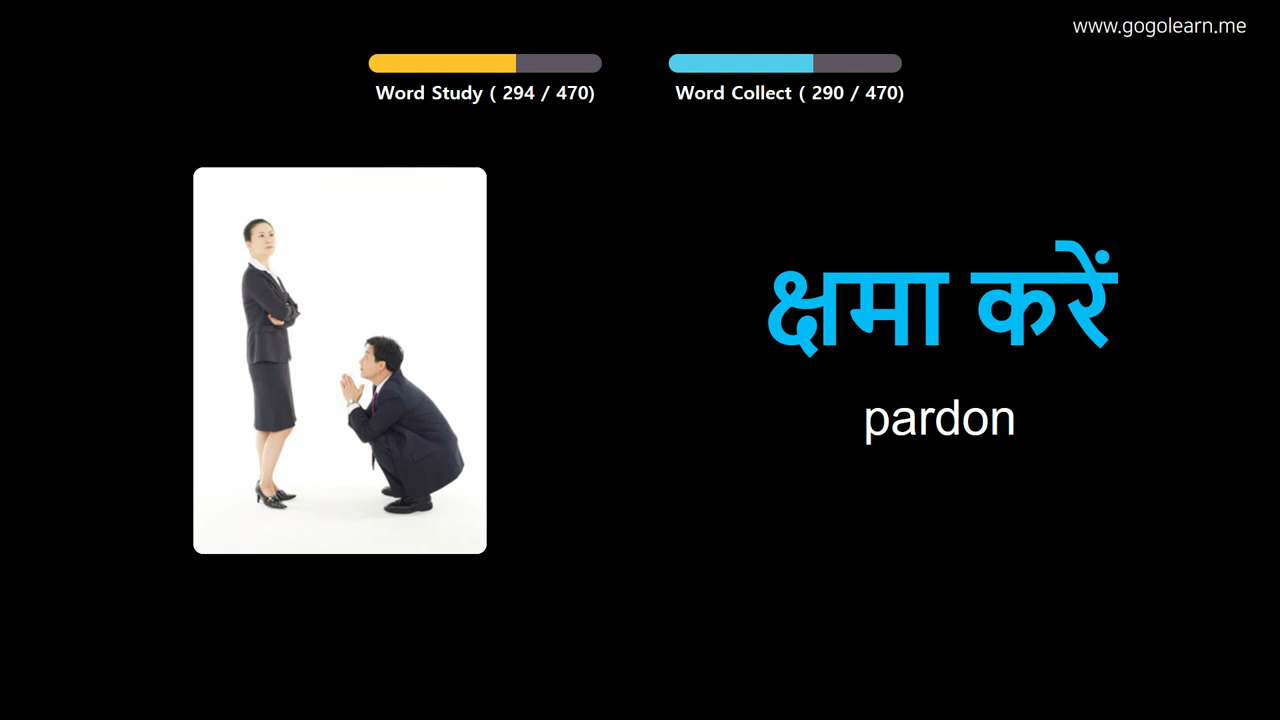 www.gogolearn.me
Word Study ( 294 / 470)
Word Collect ( 290 / 470)
क्षमा करें
pardon